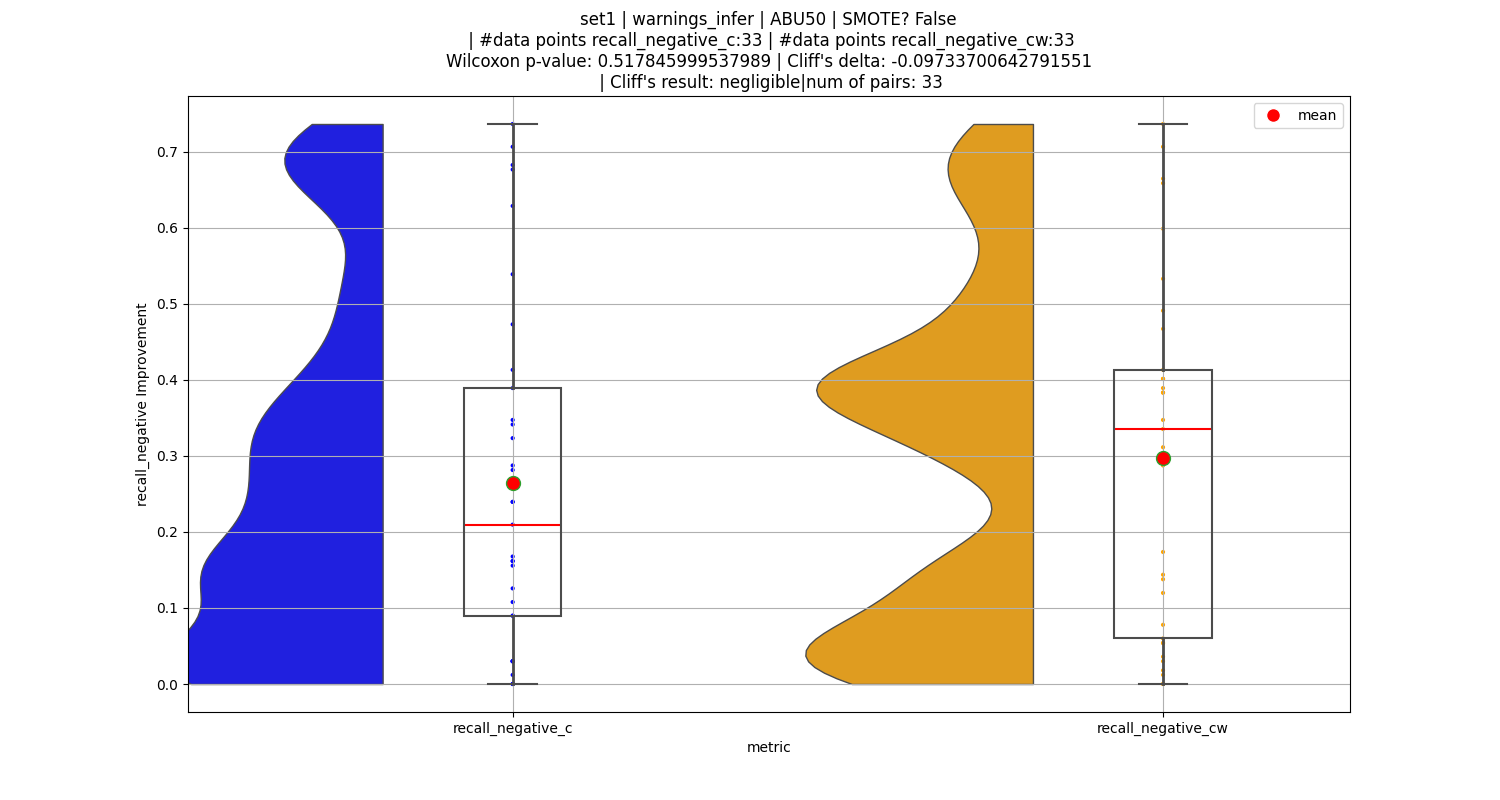 set1 | warnings_infer | ABU50 | SMOTE? False
| #data points recall_negative_c:33 | #data points recall_negative_cw:33
Wilcoxon p-value: 0.517845999537989 | Cliff's delta: -0.09733700642791551
| Cliff's result: negligible|num of pairs: 33
mean
0.7
0.6
0.5
0.4
0.3
0.2
0.1
0.0
recall_negative Improvement
recall_negative_c
recall_negative_cw
metric